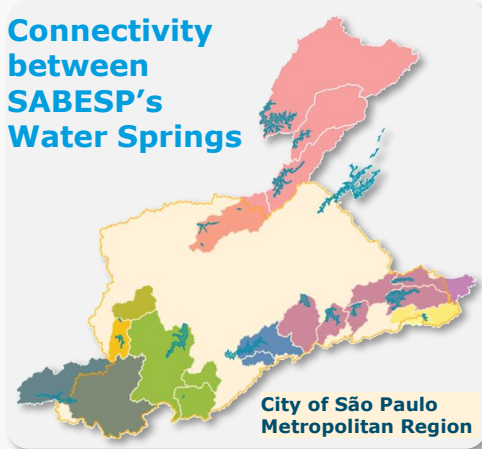 Connectivity
between
SABESP’s
Water Springs
City of São Paulo
Metropolitan Region